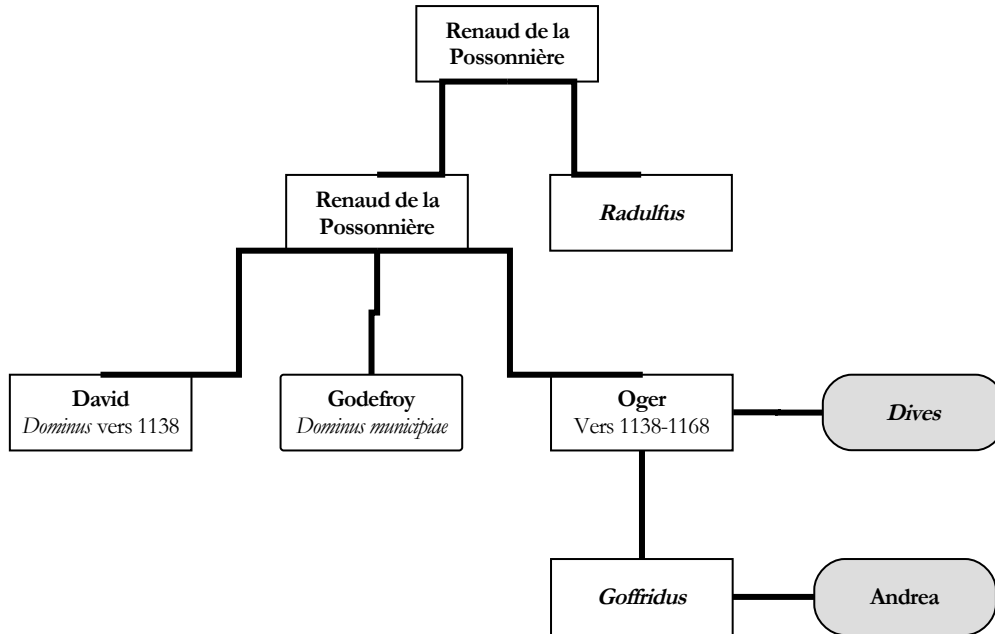 Renaud de la
Possonnière
Renaud de la
Possonnière
Radulfus
David
Dominus vers 1138
Godefroy
Dominus municipiae
Oger
Vers 1138-1168
Dives
Goffridus
Andrea